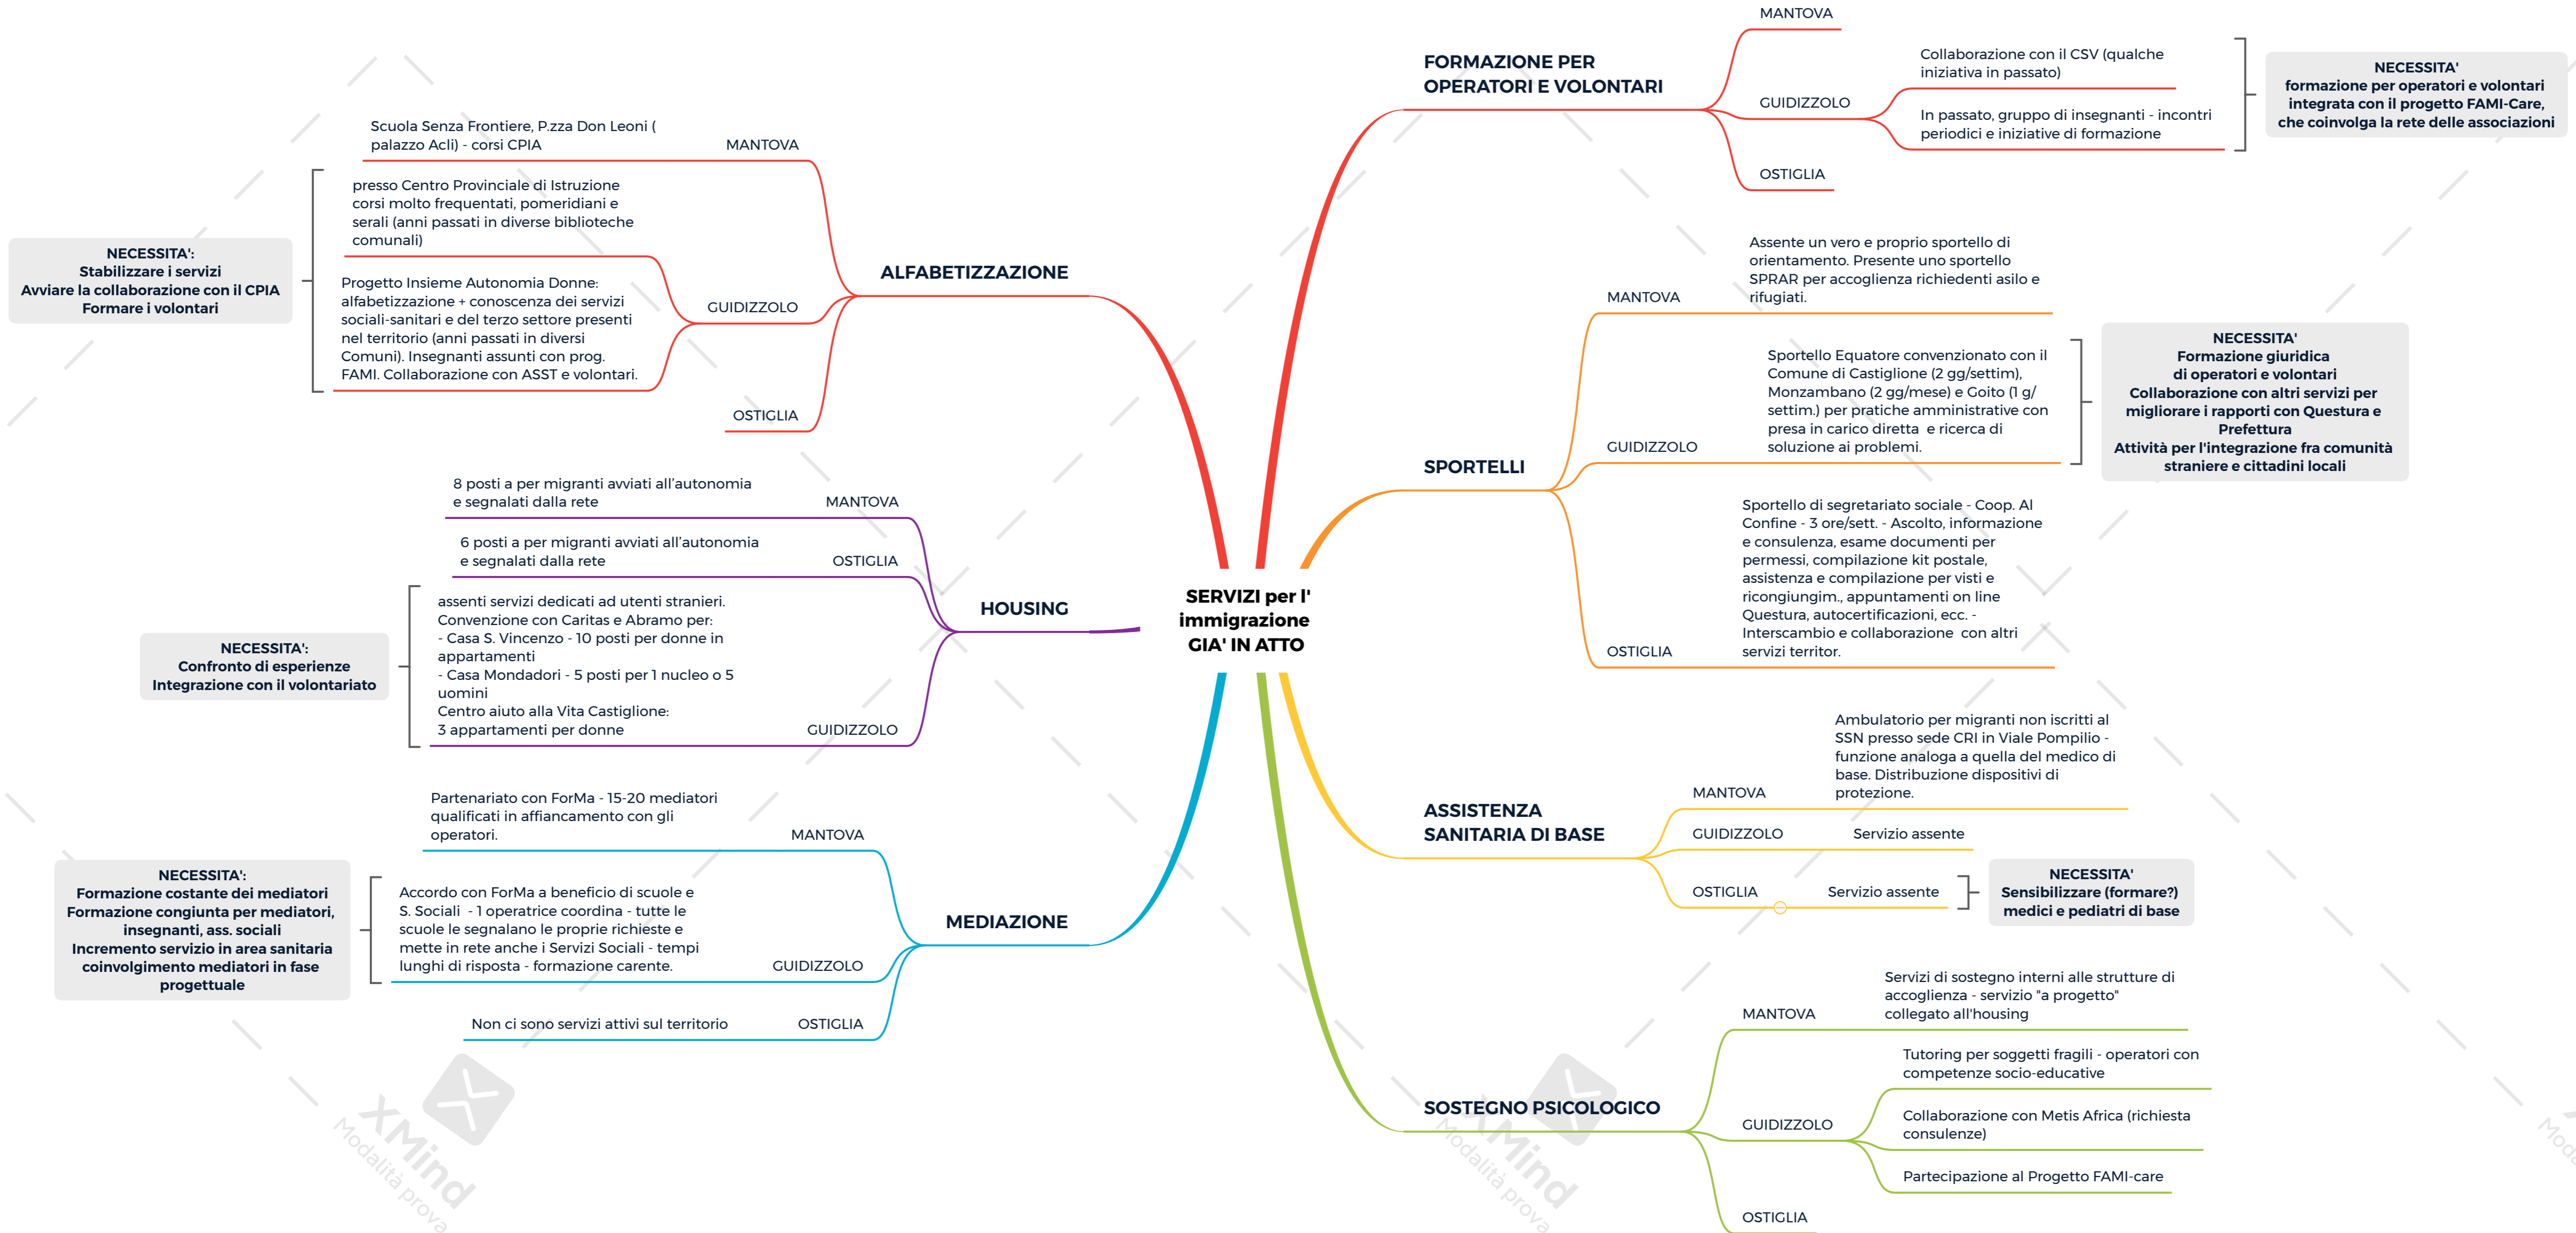 SERVIZI per l'
immigrazione
GIA' IN ATTO
FORMAZIONE PER
OPERATORI E VOLONTARI
MANTOVA
GUIDIZZOLO
Collaborazione con il CSV (qualche
iniziativa in passato)
In passato, gruppo di insegnanti - incontri
periodici e iniziative di formazione
OSTIGLIA
NECESSITA'
formazione per operatori e volontari
integrata con il progetto FAMI-Care,
che coinvolga la rete delle associazioni
SPORTELLI
MANTOVA
Assente un vero e proprio sportello di
orientamento. Presente uno sportello
SPRAR per accoglienza richiedenti asilo e
rifugiati.
GUIDIZZOLO
Sportello Equatore convenzionato con il
Comune di Castiglione (2 gg/settim),
Monzambano (2 gg/mese) e Goito (1 g/
settim.) per pratiche amministrative con
presa in carico diretta  e ricerca di
soluzione ai problemi.
NECESSITA'
Formazione giuridica
di operatori e volontari
Collaborazione con altri servizi per
migliorare i rapporti con Questura e
Prefettura
Attività per l'integrazione fra comunità
straniere e cittadini locali
OSTIGLIA
Sportello di segretariato sociale - Coop. Al
Confine - 3 ore/sett. - Ascolto, informazione
e consulenza, esame documenti per
permessi, compilazione kit postale,
assistenza e compilazione per visti e
ricongiungim., appuntamenti on line
Questura, autocertificazioni, ecc. -
Interscambio e collaborazione  con altri
servizi territor.
ASSISTENZA
SANITARIA DI BASE
MANTOVA
Ambulatorio per migranti non iscritti al
SSN presso sede CRI in Viale Pompilio -
funzione analoga a quella del medico di
base. Distribuzione dispositivi di
protezione.
GUIDIZZOLO
Servizio assente
OSTIGLIA
Servizio assente
NECESSITA'
Sensibilizzare (formare?)
medici e pediatri di base
SOSTEGNO PSICOLOGICO
MANTOVA
Servizi di sostegno interni alle strutture di
accoglienza - servizio "a progetto"
collegato all'housing
GUIDIZZOLO
Tutoring per soggetti fragili - operatori con
competenze socio-educative
Collaborazione con Metis Africa (richiesta
consulenze)
Partecipazione al Progetto FAMI-care
OSTIGLIA
ALFABETIZZAZIONE
MANTOVA
Scuola Senza Frontiere, P.zza Don Leoni (
palazzo Acli) - corsi CPIA
GUIDIZZOLO
presso Centro Provinciale di Istruzione
corsi molto frequentati, pomeridiani e
serali (anni passati in diverse biblioteche
comunali)
Progetto Insieme Autonomia Donne:
alfabetizzazione + conoscenza dei servizi
sociali-sanitari e del terzo settore presenti
nel territorio (anni passati in diversi
Comuni). Insegnanti assunti con prog.
FAMI. Collaborazione con ASST e volontari.
OSTIGLIA
NECESSITA':
Stabilizzare i servizi
Avviare la collaborazione con il CPIA
Formare i volontari
HOUSING
MANTOVA
8 posti a per migranti avviati all'autonomia
e segnalati dalla rete
OSTIGLIA
6 posti a per migranti avviati all'autonomia
e segnalati dalla rete
GUIDIZZOLO
assenti servizi dedicati ad utenti stranieri.
Convenzione con Caritas e Abramo per:
- Casa S. Vincenzo - 10 posti per donne in
appartamenti
- Casa Mondadori - 5 posti per 1 nucleo o 5
uomini
Centro aiuto alla Vita Castiglione:
3 appartamenti per donne
NECESSITA':
Confronto di esperienze
Integrazione con il volontariato
MEDIAZIONE
MANTOVA
Partenariato con ForMa - 15-20 mediatori
qualificati in affiancamento con gli
operatori.
GUIDIZZOLO
Accordo con ForMa a beneficio di scuole e
S. Sociali  - 1 operatrice coordina - tutte le
scuole le segnalano le proprie richieste e
mette in rete anche i Servizi Sociali - tempi
lunghi di risposta - formazione carente.
OSTIGLIA
Non ci sono servizi attivi sul territorio
NECESSITA':
Formazione costante dei mediatori
Formazione congiunta per mediatori,
insegnanti, ass. sociali
Incremento servizio in area sanitaria
coinvolgimento mediatori in fase
progettuale
XMind
Modalità prova
XMind
Modalità prova